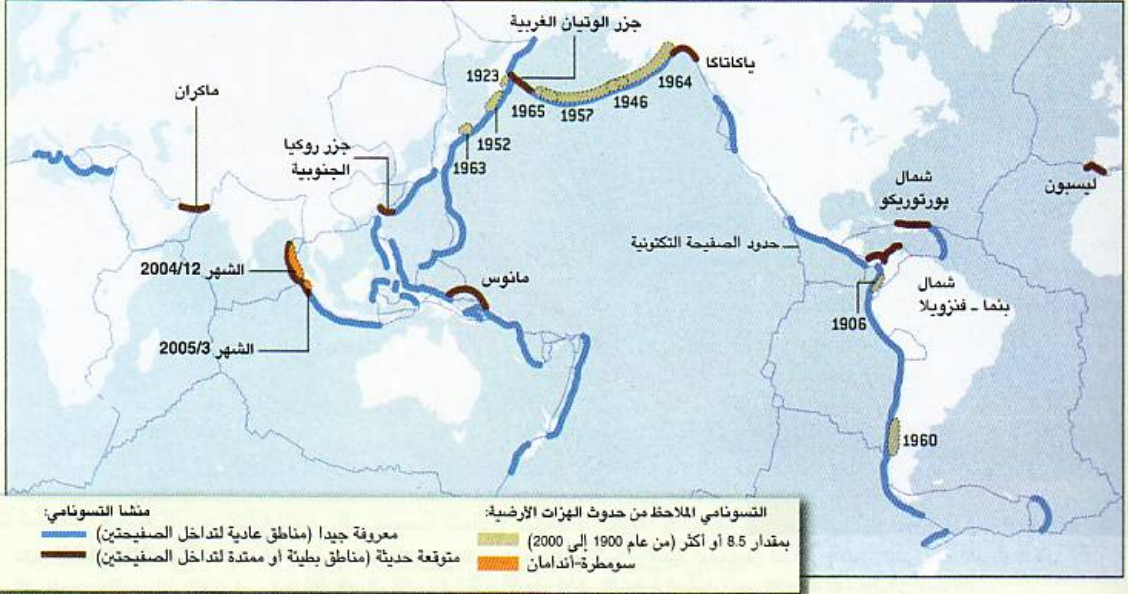 جزر الوتيان الغربية
ياكاتاكا
1923
1964
1946
1965
1957
1952
1963
ماكران
جزر روكيا
الجنوبية
ليسبون
شمال
پورتوريكو
حدود الصفيحة التكتونية
الشهر 2004/12
مانوس
شمال
بنما - فنزويلا
1906
الشهر 2005/3
1960
التسونامي الملاحظ من حدوث الهزات الأرضية:
بمقدار 8.5 أو أكثر (من عام 1900 إلى 2000)
سومطرة-أندامان
منشا التسونامي:
معروفة جيدا (مناطق عادية لتداخل الصفيحتين)
متوقعة حديثة (مناطق بطيئة أو ممتدة لتداخل الصفيحتين)